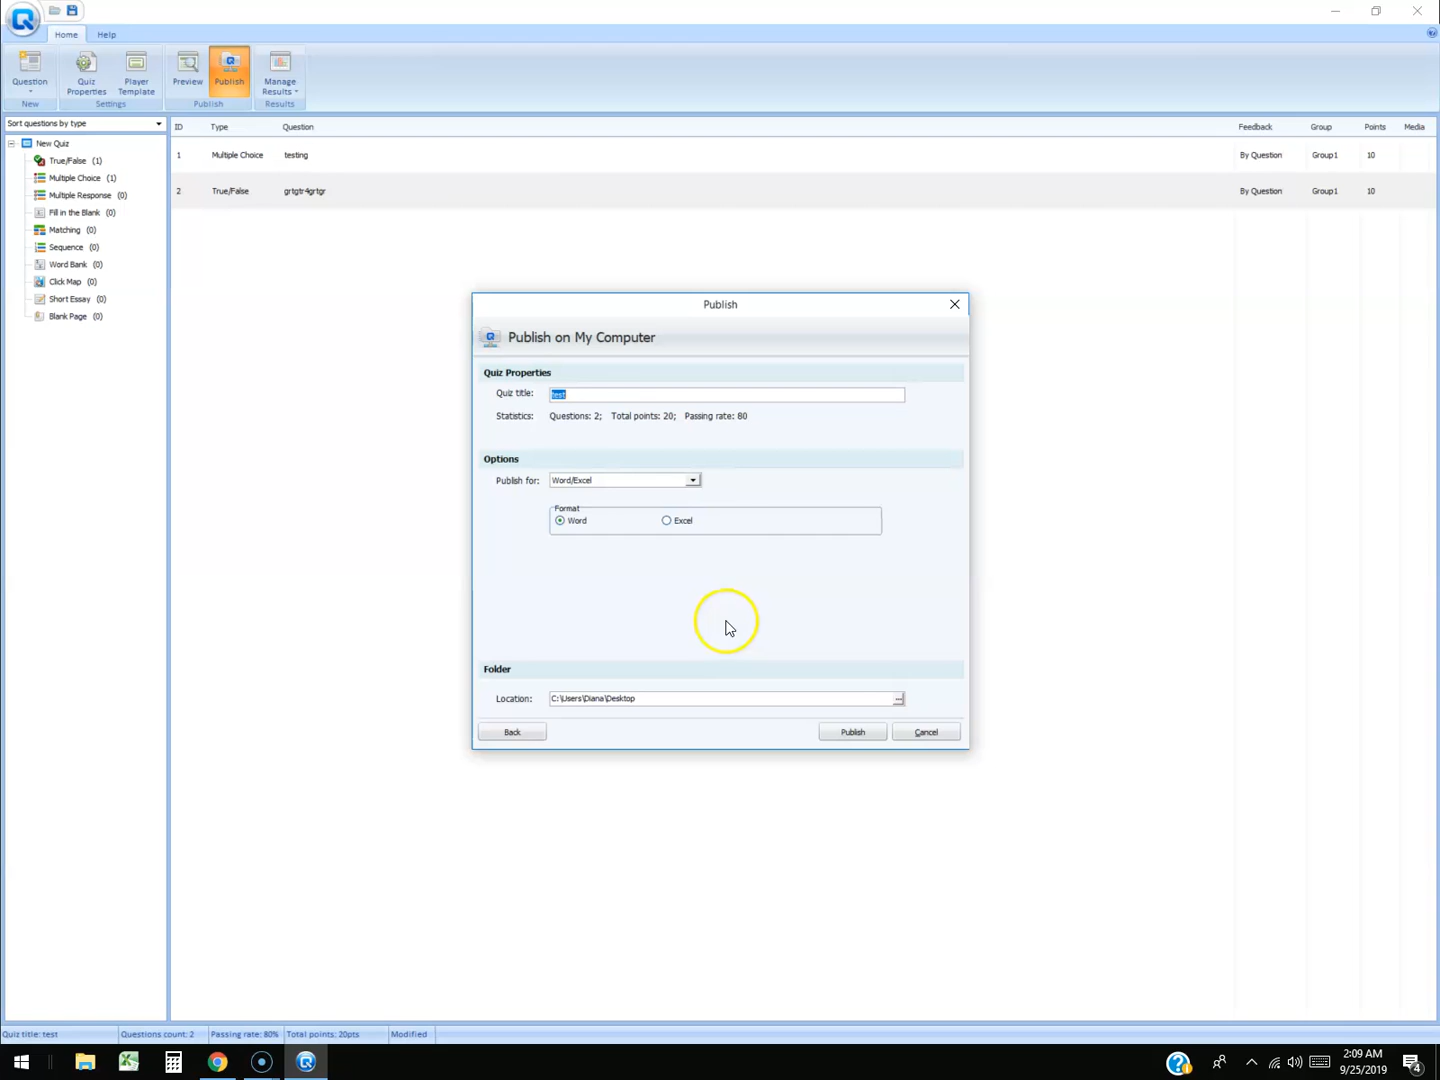 Home Help
Question
Quiz Properties
Player Template
Preview
Publish
Manage Results
New
Settings
Publish
Results
Sort questions by type
ID Type Question Feedback Group Points Media
New Quiz
True/False (1)
Multiple Choice (1)
Multiple Response (0)
Fill in the Blank (0)
Matching (0)
Sequence (0)
Word Bank (0)
Click Map (0)
Short Essay (0)
Blank Page (0)
1 Multiple Choice testing By Question Group1 10
2 True/False grtgtr4grtgr By Question Group1 10
Publish
Publish on My Computer
Quiz Properties
Quiz title: test
Statistics: Questions: 2; Total points: 20; Passing rate: 80
Options
Publish for: Word/Excel
Format
Word Excel
Folder
Location: C:\Users\Diana\Desktop
Back Publish Cancel
Quiz title: test Questions count: 2 Passing rate: 80% Total points: 20pts Modified
2:09 AM
9/25/2019
4